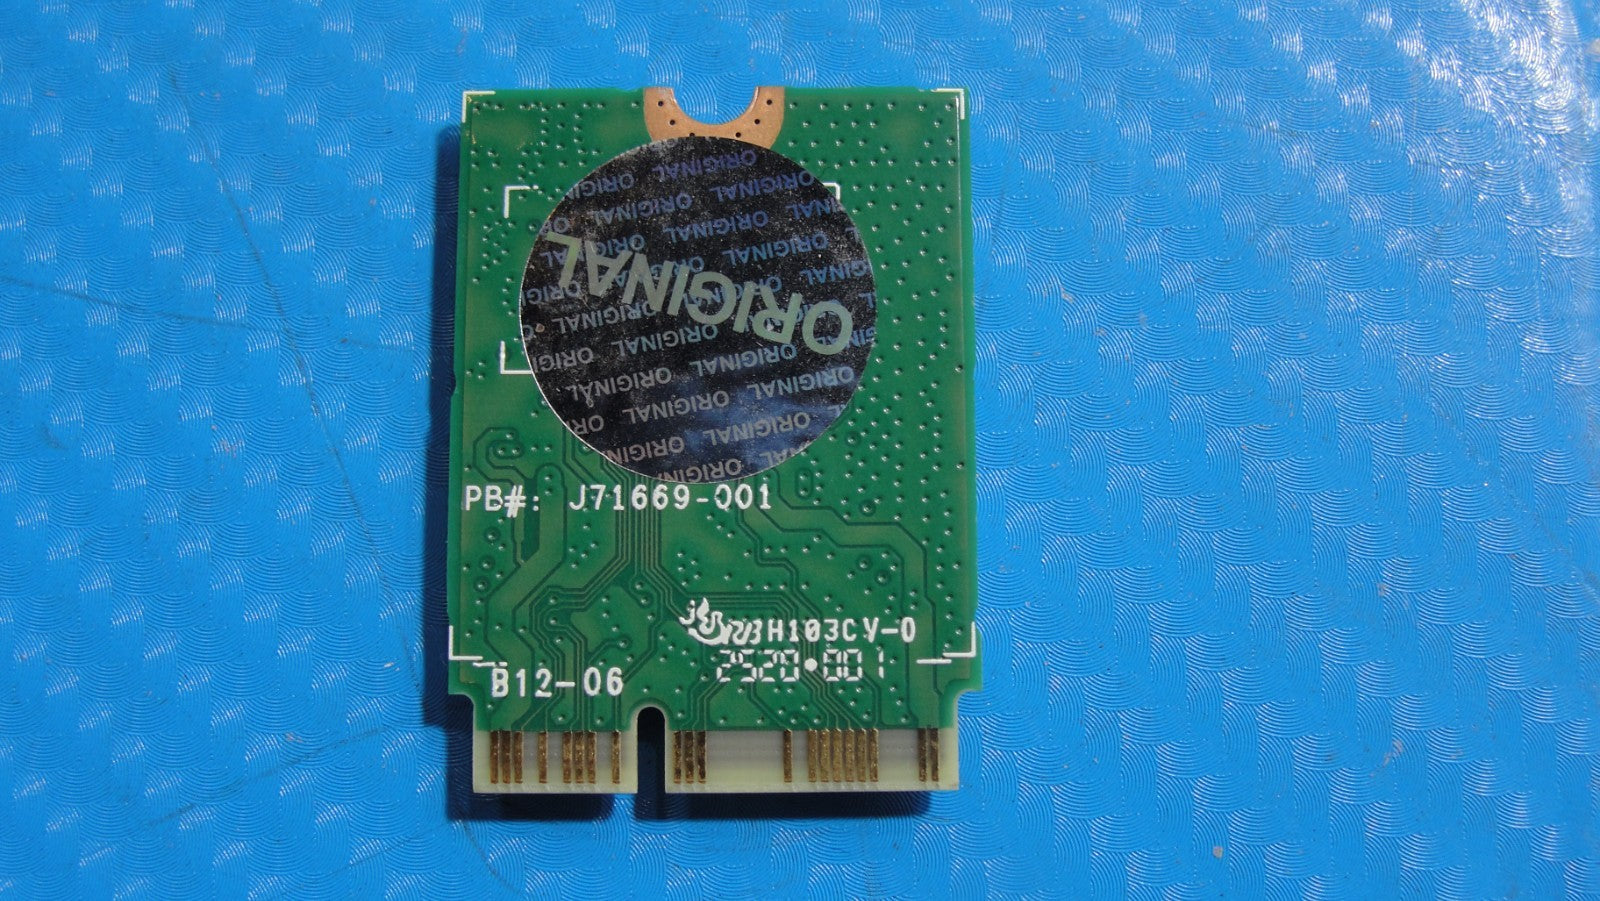 ORIGINAL
PB#: J71669-001
H103CV-0
2520•001
B12-06